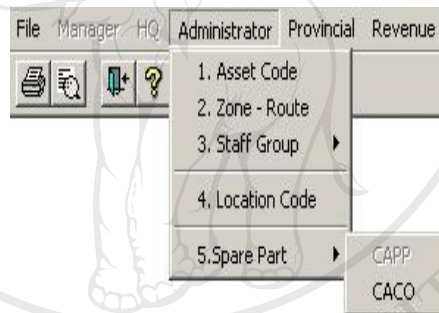 File Manager HQ Administrator Provincial Revenue
1. Asset Code
2. Zone - Route
3. Staff Group
4. Location Code
5.Spare Part CAPP
CACO